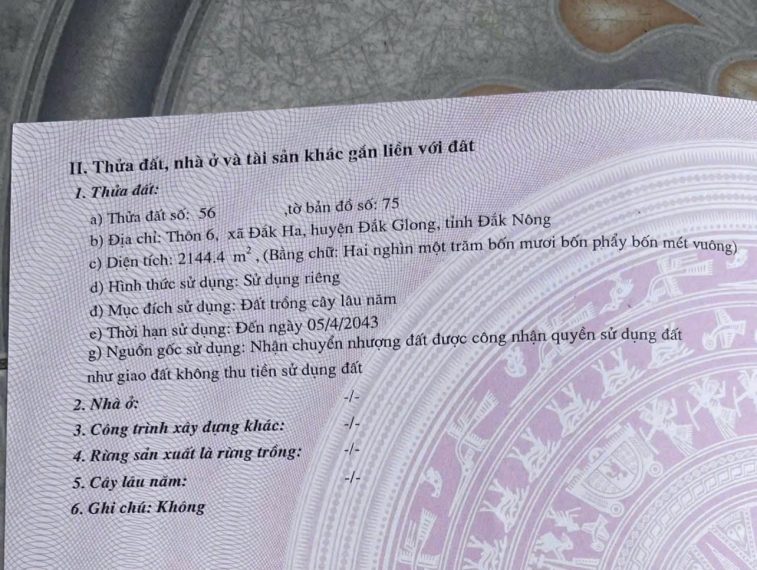 II. Thửa đất, nhà ở và tài sản khác gắn liền với đất
1. Thửa đất:
a) Thửa đất số: 56 ,tờ bản đồ số: 75
b) Địa chỉ: Thôn 6, xã Đắk Ha, huyện Đắk Glong, tỉnh Đắk Nông
c) Diện tích: 2144.4 m², (Bằng chữ: Hai nghìn một trăm bốn mươi bốn phẩy bốn mét vuông)
d) Hình thức sử dụng: Sử dụng riêng
đ) Mục đích sử dụng: Đất trồng cây lâu năm
e) Thời hạn sử dụng: Đến ngày 05/4/2043
g) Nguồn gốc sử dụng: Nhận chuyển nhượng đất được công nhận quyền sử dụng đất
như giao đất không thu tiền sử dụng đất
2. Nhà ở: -/-
3. Công trình xây dựng khác: -/-
4. Rừng sản xuất là rừng trồng: -/-
5. Cây lâu năm: -/-
6. Ghi chú: Không